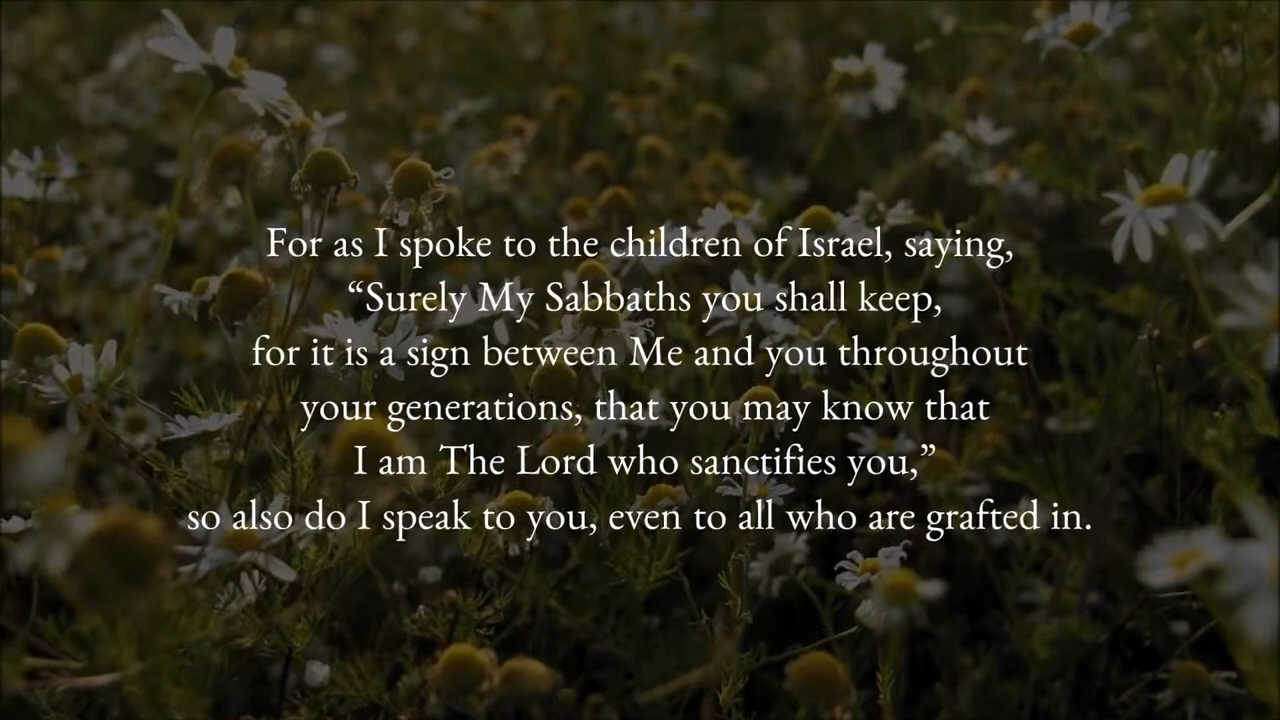 For as I spoke to the children of Israel, saying,
“Surely My Sabbaths you shall keep,
for it is a sign between Me and you throughout
your generations, that you may know that
I am The Lord who sanctifies you,”
so also do I speak to you, even to all who are grafted in.